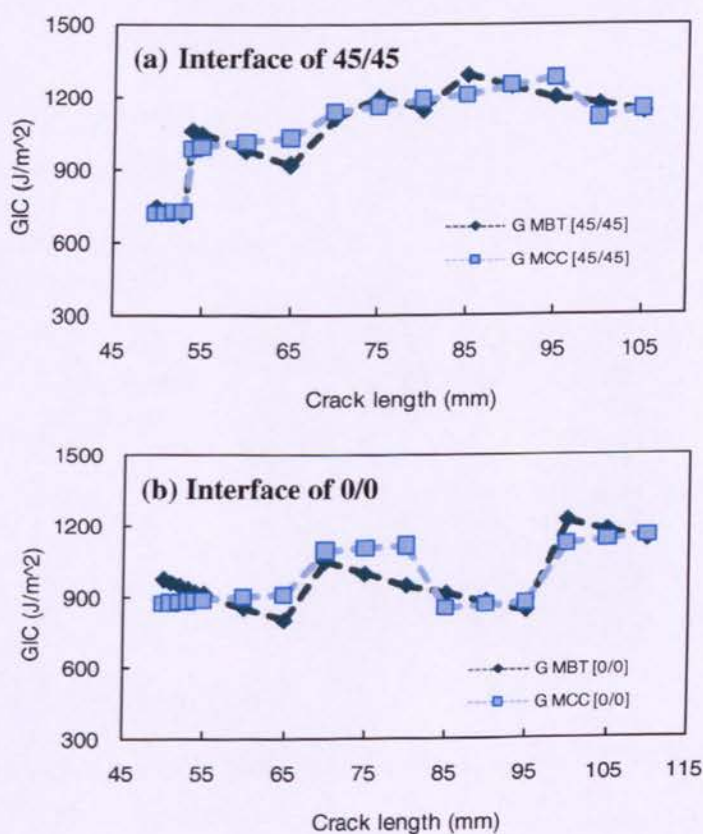 1500
(a) Interface of 45/45
1200
900
600
300
GIC (J/m^2)
G MBT [45/45]
G MCC [45/45]
45 55 65 75 85 95 105
Crack length (mm)
1500
(b) Interface of 0/0
1200
900
600
300
GIC (J/m^2)
G MBT [0/0]
G MCC [0/0]
45 55 65 75 85 95 105 115
Crack length (mm)